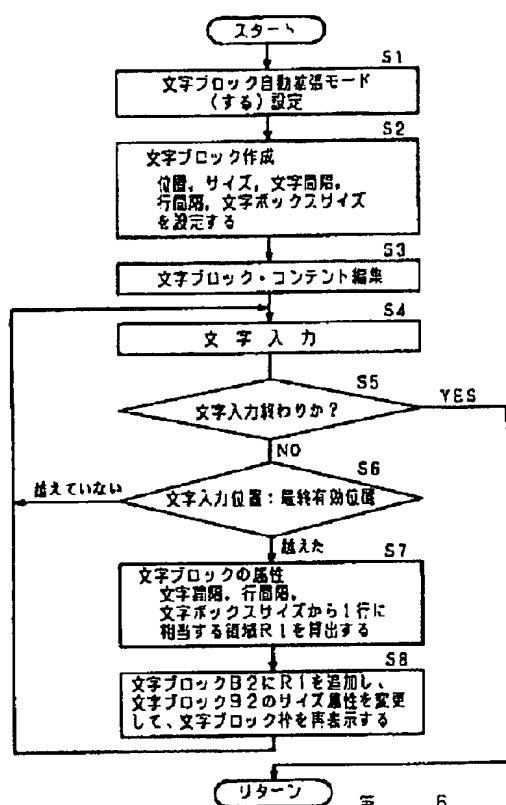 スタート
S1
文字ブロック自動拡張モード
(する)設定
S2
文字ブロック作成
位置,サイズ,文字間隔,
行間隔,文字ボックスサイズ
を設定する
S3
文字ブロック・コンテント編集
S4
文字入力
S5
文字入力終わりか?
YES
NO
S6
文字入力位置:最終有効位置
越えていない
越えた
S7
文字ブロックの属性
文字間隔,行間隔,
文字ボックスサイズから1行に
相当する領域R1を算出する
S8
文字ブロックB2にR1を追加し、
文字ブロックB2のサイズ属性を変更
して、文字ブロック枠を再表示する
リターン
第 6